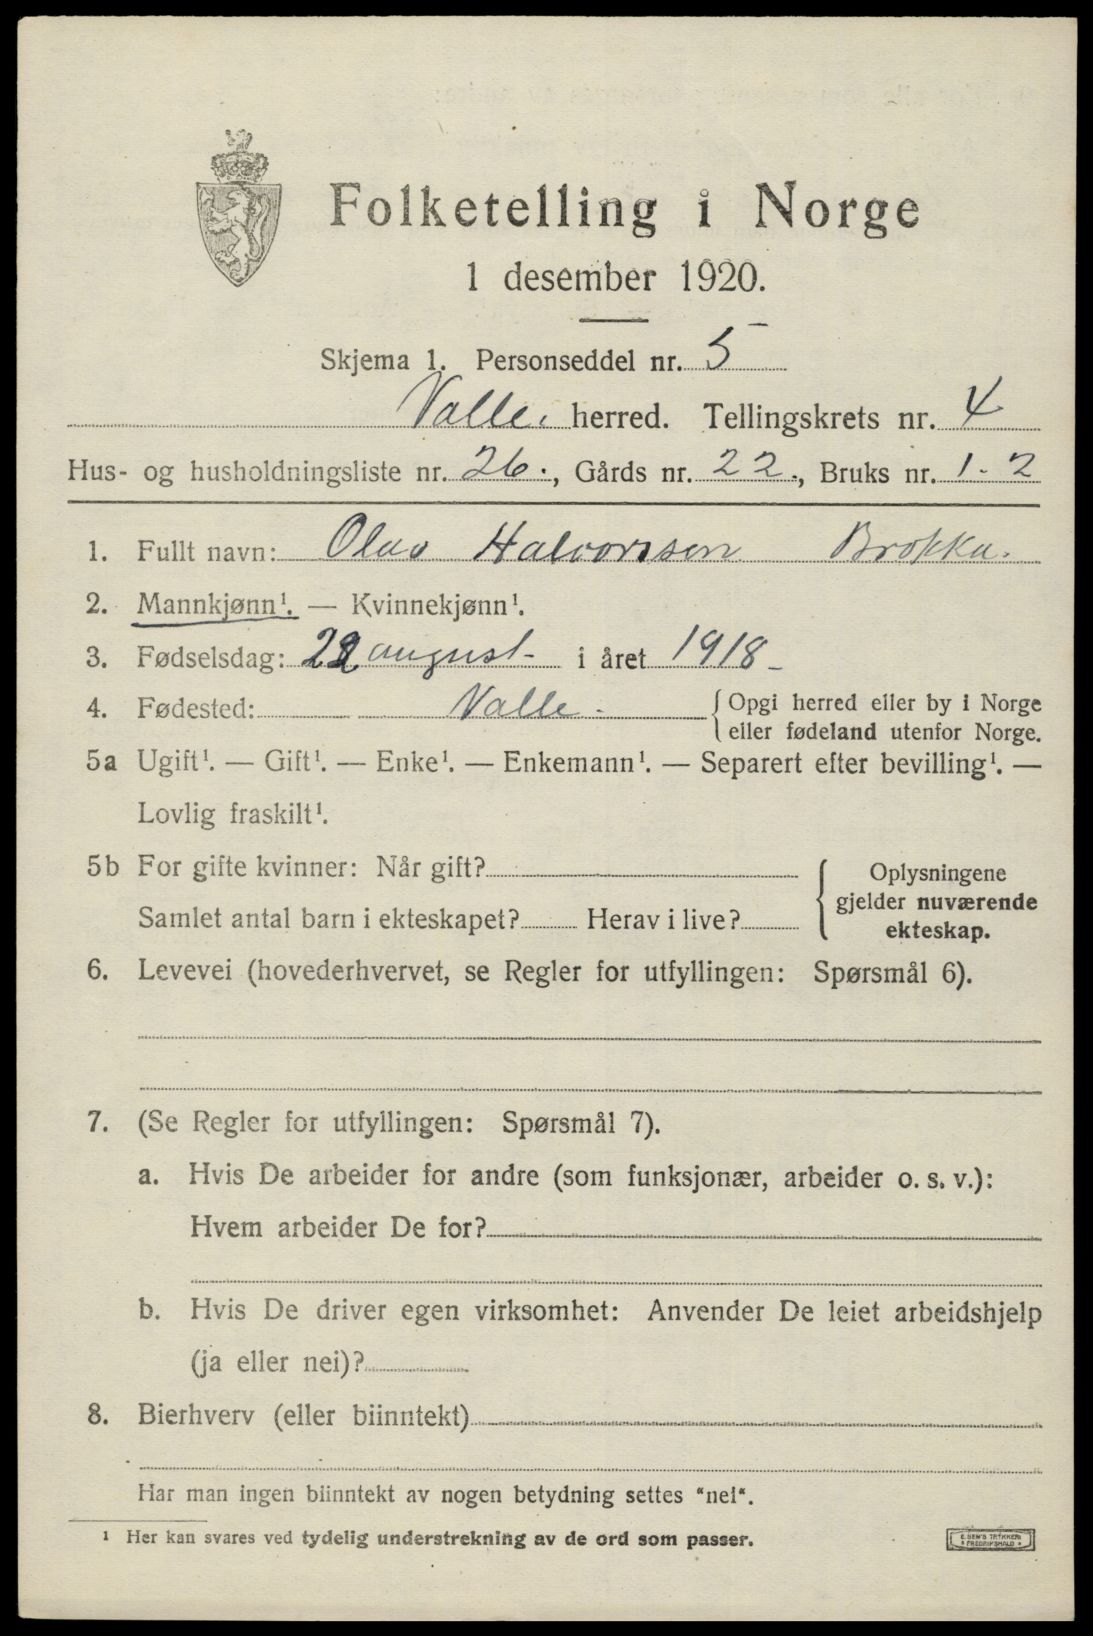 Folketelling i Norge
1 desember 1920.
Skjema 1. Personseddel nr. 5
Valle. herred. Tellingskrets nr. 4
Hus- og husholdningsliste nr. 26., Gårds nr. 22., Bruks nr. 1-2
1. Fullt navn: Olav Halvorssen Brokka.
2. Mannkjønn¹. — Kvinnekjønn¹.
3. Fødselsdag: august i året 1918
4. Fødested: Valle. { Opgi herred eller by i Norge
eller fødeland utenfor Norge.
5a Ugift¹. — Gift¹. — Enke¹. — Enkemann¹. — Separert efter bevilling¹. —
Lovlig fraskilt¹.
5b For gifte kvinner: Når gift? { Oplysningene
gjelder nuværende
Samlet antal barn i ekteskapet? Herav i live? ekteskap.
6. Levevei (hovederhvervet, se Regler for utfyllingen: Spørsmål 6).
7. (Se Regler for utfyllingen: Spørsmål 7).
a. Hvis De arbeider for andre (som funksjonær, arbeider o. s. v.):
Hvem arbeider De for?
b. Hvis De driver egen virksomhet: Anvender De leiet arbeidshjelp
(ja eller nei)?
8. Bierhverv (eller biinntekt)
Har man ingen biinntekt av nogen betydning settes "nei".
¹ Her kan svares ved tydelig understrekning av de ord som passer.
E. SEM'S TRYKKERI
FREDRIKSHALD